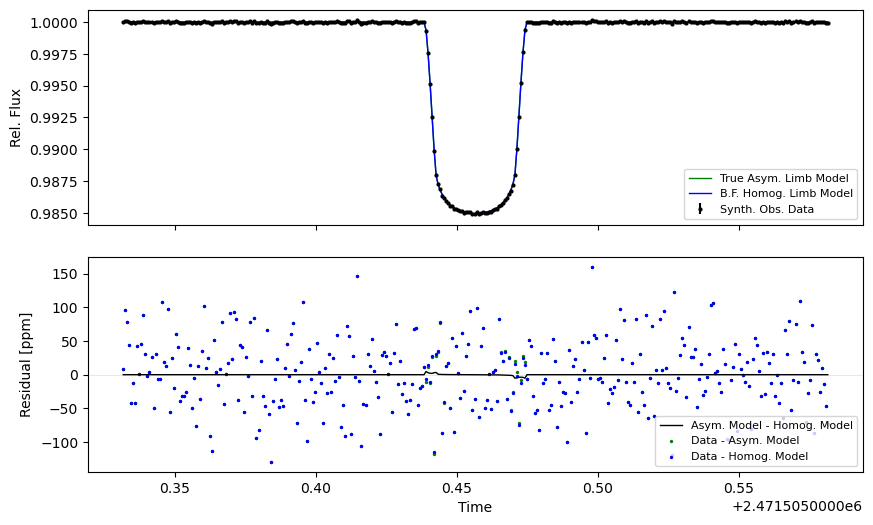 1.0000
0.9975
0.9950
0.9925
0.9900
0.9875
0.9850
Rel. Flux
True Asym. Limb Model
B.F. Homog. Limb Model
Synth. Obs. Data
150
100
50
0
−50
−100
Residual [ppm]
Asym. Model - Homog. Model
Data - Asym. Model
Data - Homog. Model
0.35
0.40
0.45
0.50
0.55
Time
+2.4715050000e6